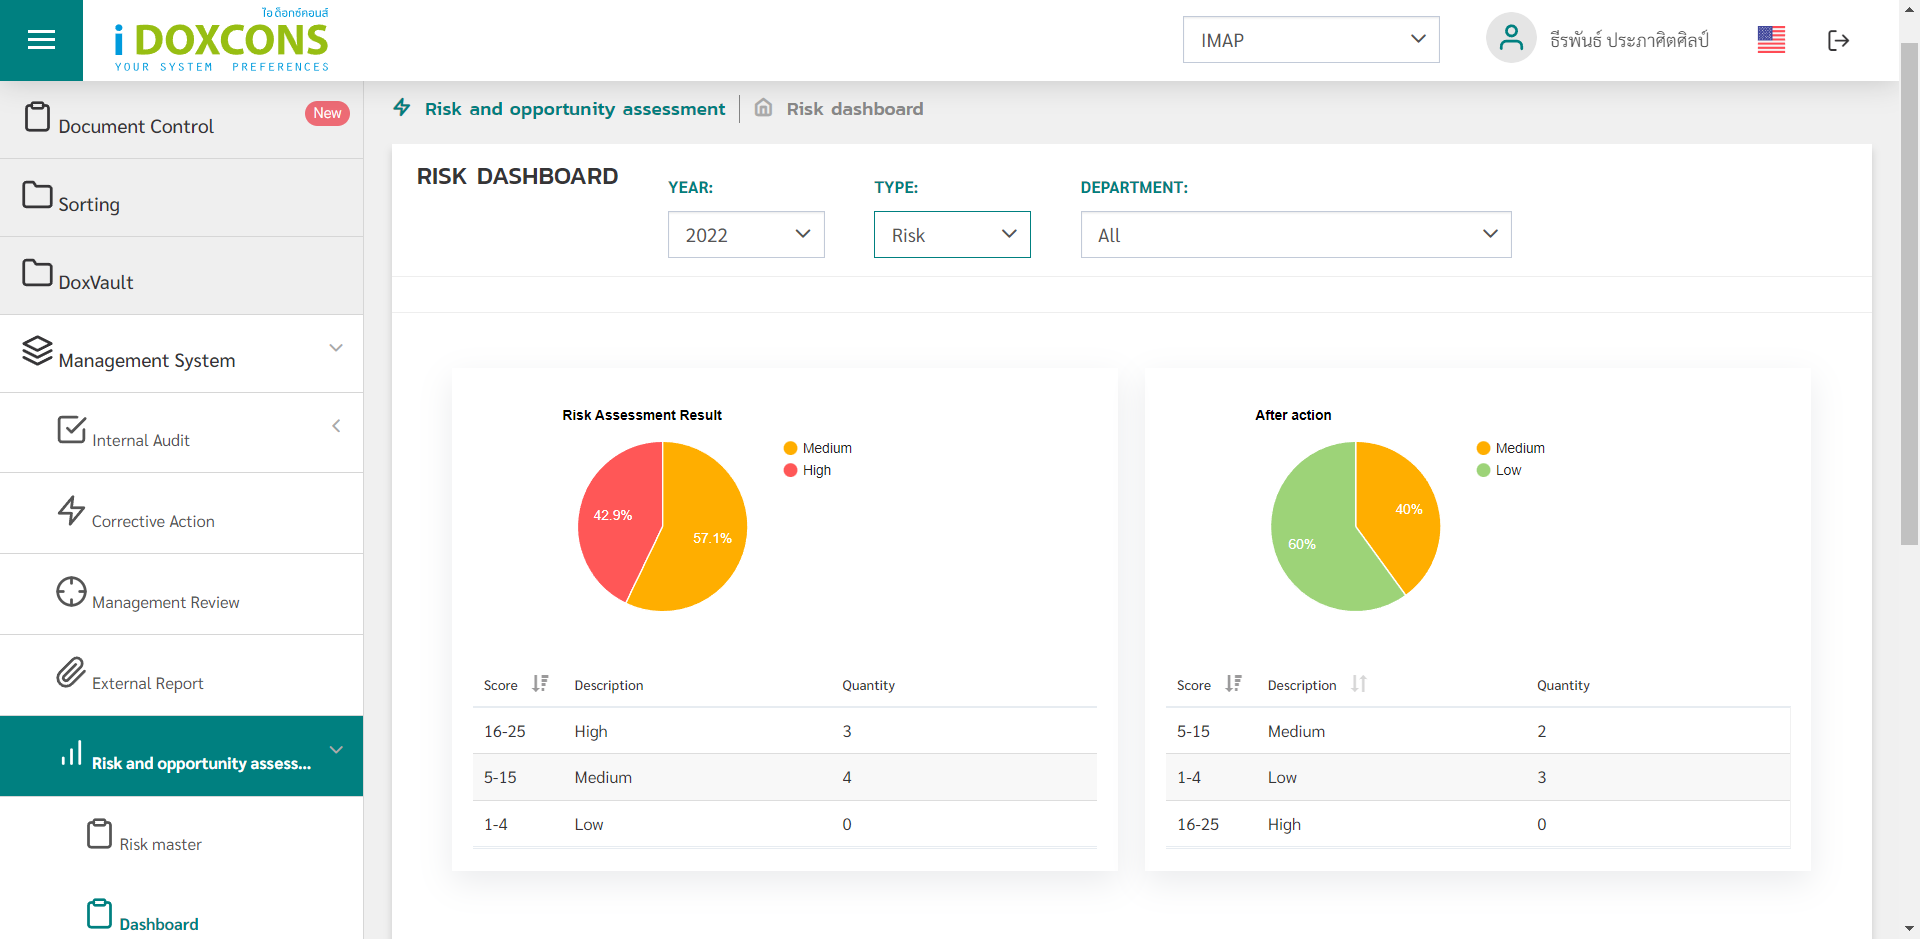 ไอด็อกซ์คอนส์
i DOXCONS
YOUR SYSTEM PREFERENCES
IMAP
ธีรพันธ์ ประภาศิตศิลป์
Document Control
New
Sorting
DoxVault
Management System
Internal Audit
Corrective Action
Management Review
External Report
Risk and opportunity assess...
Risk master
Dashboard
Risk and opportunity assessment
Risk dashboard
RISK DASHBOARD
YEAR:
TYPE:
DEPARTMENT:
2022
Risk
All
Risk Assessment Result
Medium
High
42.9%
57.1%
Score Description Quantity
16-25 High 3
5-15 Medium 4
1-4 Low 0
After action
Medium
Low
40%
60%
Score Description Quantity
5-15 Medium 2
1-4 Low 3
16-25 High 0